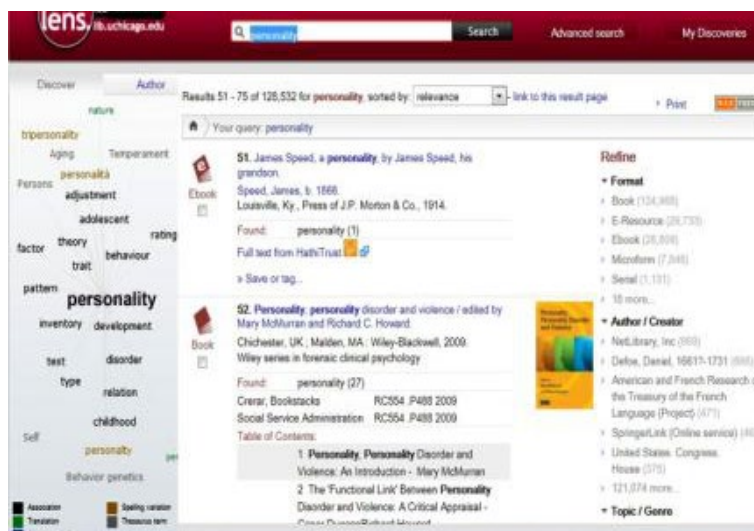 lens.
lib.uchicago.edu
personality
Search
Advanced search
My Discoveries
Discover
Author
nature
tripersonality
Aging
Temperament
Persons
personalità
adjustment
adolescent
rating
factor
theory
behaviour
trait
pattern
personality
inventory
development
test
disorder
type
relation
childhood
Self
personalty
per
Behavior genetics
Association
Spelling variation
Translation
Thesaurus term
Results 51 - 75 of 128,532 for personality, sorted by: relevance - link to this result page
Print
Your query: personality
51. James Speed, a personality, by James Speed, his
grandson.
Speed, James, b. 1866.
Louisville, Ky., Press of J.P. Morton & Co., 1914.
Ebook
Found: personality (1)
Full text from HathiTrust
» Save or tag...
52. Personality, personality disorder and violence / edited by
Mary McMurran and Richard C. Howard.
Chichester, UK ; Malden, MA : Wiley-Blackwell, 2009.
Wiley series in forensic clinical psychology
Book
Found: personality (27)
Crerar, Bookstacks RC554 .P488 2009
Social Service Administration RC554 .P488 2009
Table of Contents:
1 Personality, Personality Disorder and
Violence: An Introduction - Mary McMurran
2 The 'Functional Link' Between Personality
Disorder and Violence: A Critical Appraisal -
Refine
Format
Book
E-Resource
Ebook
Microform
Serial (1,131)
18 more...
Author / Creator
NetLibrary, Inc
Defoe, Daniel, 1661?-1731
American and French Research
the Treasury of the French
Language (Project) (471)
SpringerLink (Online service)
United States. Congress.
House
121,074 more...
Topic / Genre